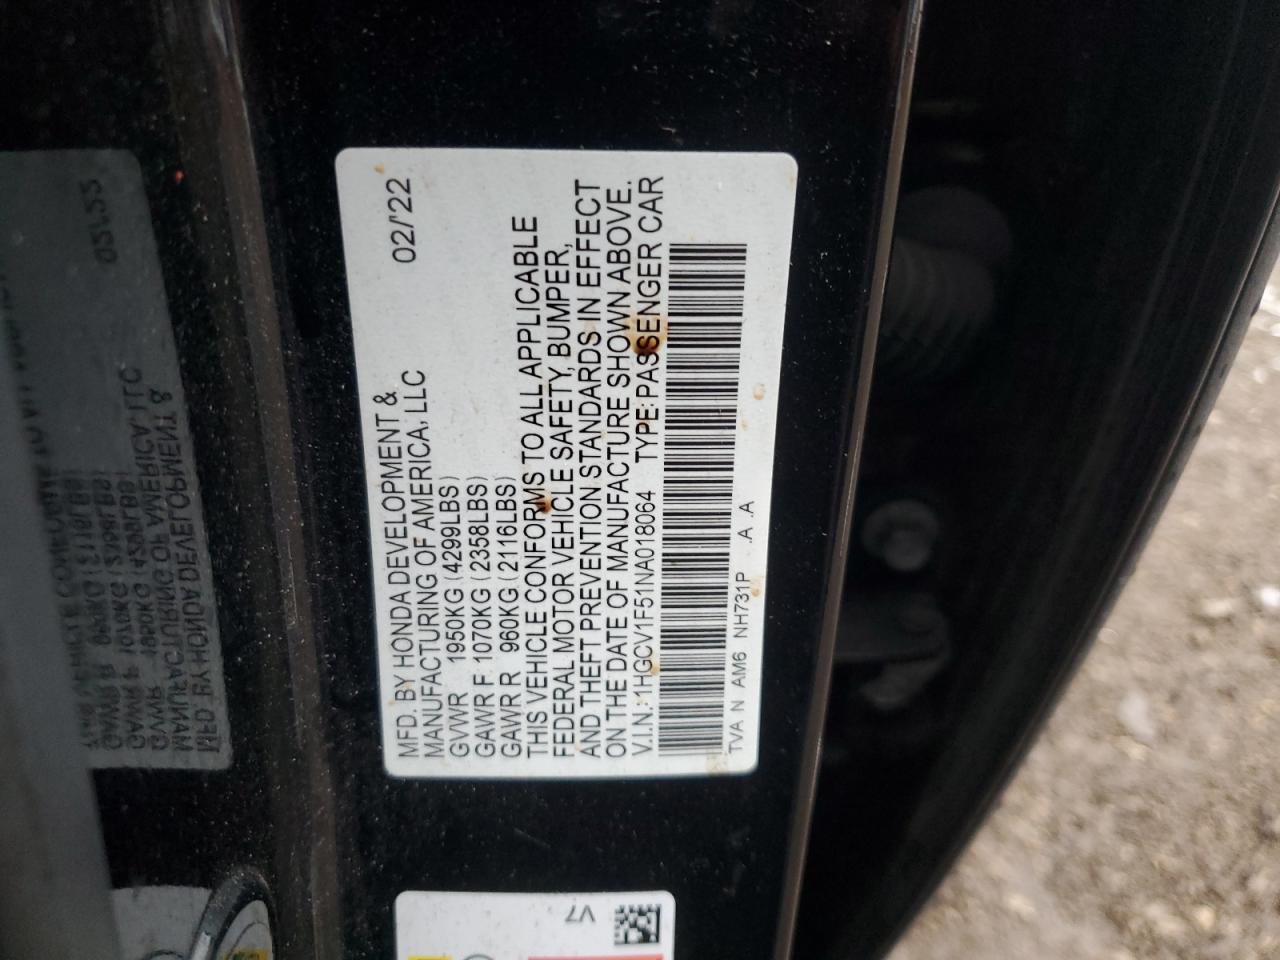 MFD. BY HONDA DEVELOPMENT &
MANUFACTURING OF AMERICA, LLC 02/'22
GVWR 1950KG (4299LBS)
GAWR F. 1070KG (2358LBS)
GAWR R 960KG (2116LBS)
THIS VEHICLE CONFORMS TO ALL APPLICABLE
FEDERAL MOTOR VEHICLE SAFETY, BUMPER,
AND THEFT PREVENTION STANDARDS IN EFFECT
ON THE DATE OF MANUFACTURE SHOWN ABOVE.
V.I.N.: 1HGCV1F51NA018064 TYPE: PASSENGER CAR
TVA N AM6 NH731P .A .A
V7